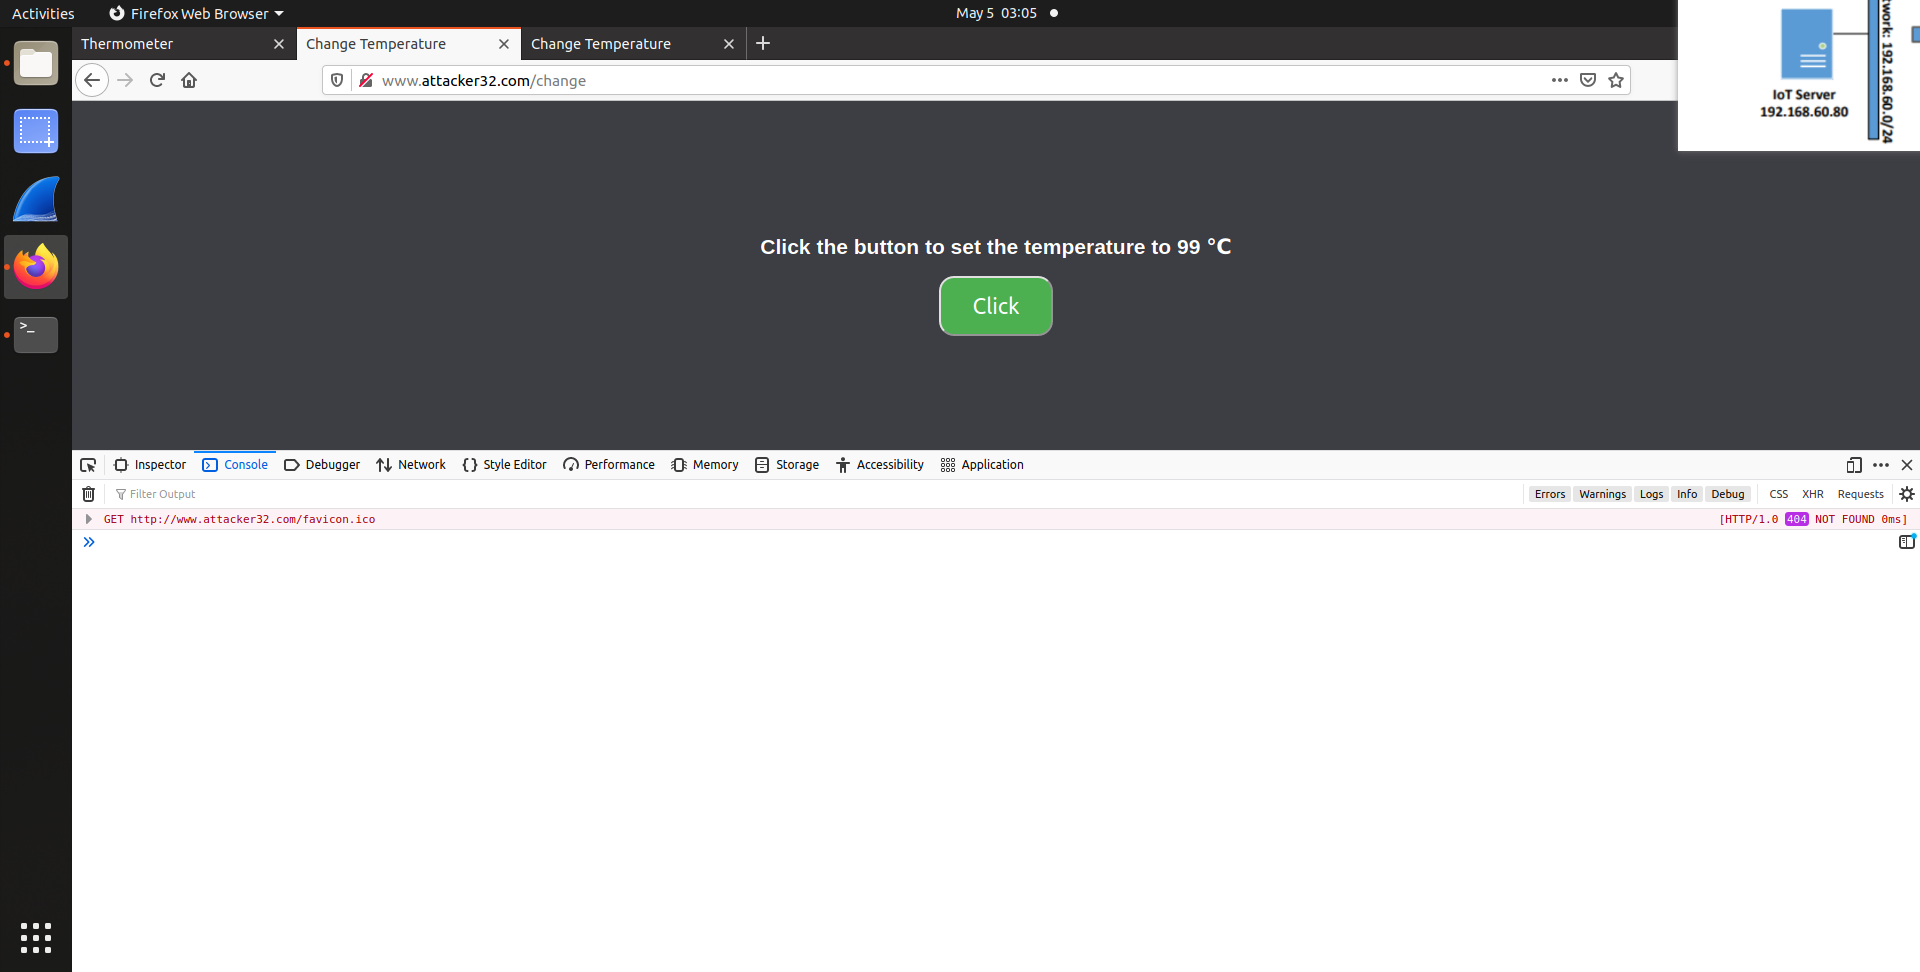 Activities
Firefox Web Browser
May 5 03:05
Thermometer
Change Temperature
Change Temperature
www.attacker32.com/change
IoT Server
192.168.60.80
192.168.60.0/24
Click the button to set the temperature to 99 °C
Click
Inspector
Console
Debugger
Network
Style Editor
Performance
Memory
Storage
Accessibility
Application
Filter Output
Errors
Warnings
Logs
Info
Debug
CSS
XHR
Requests
GET http://www.attacker32.com/favicon.ico
[HTTP/1.0 404 NOT FOUND 0ms]